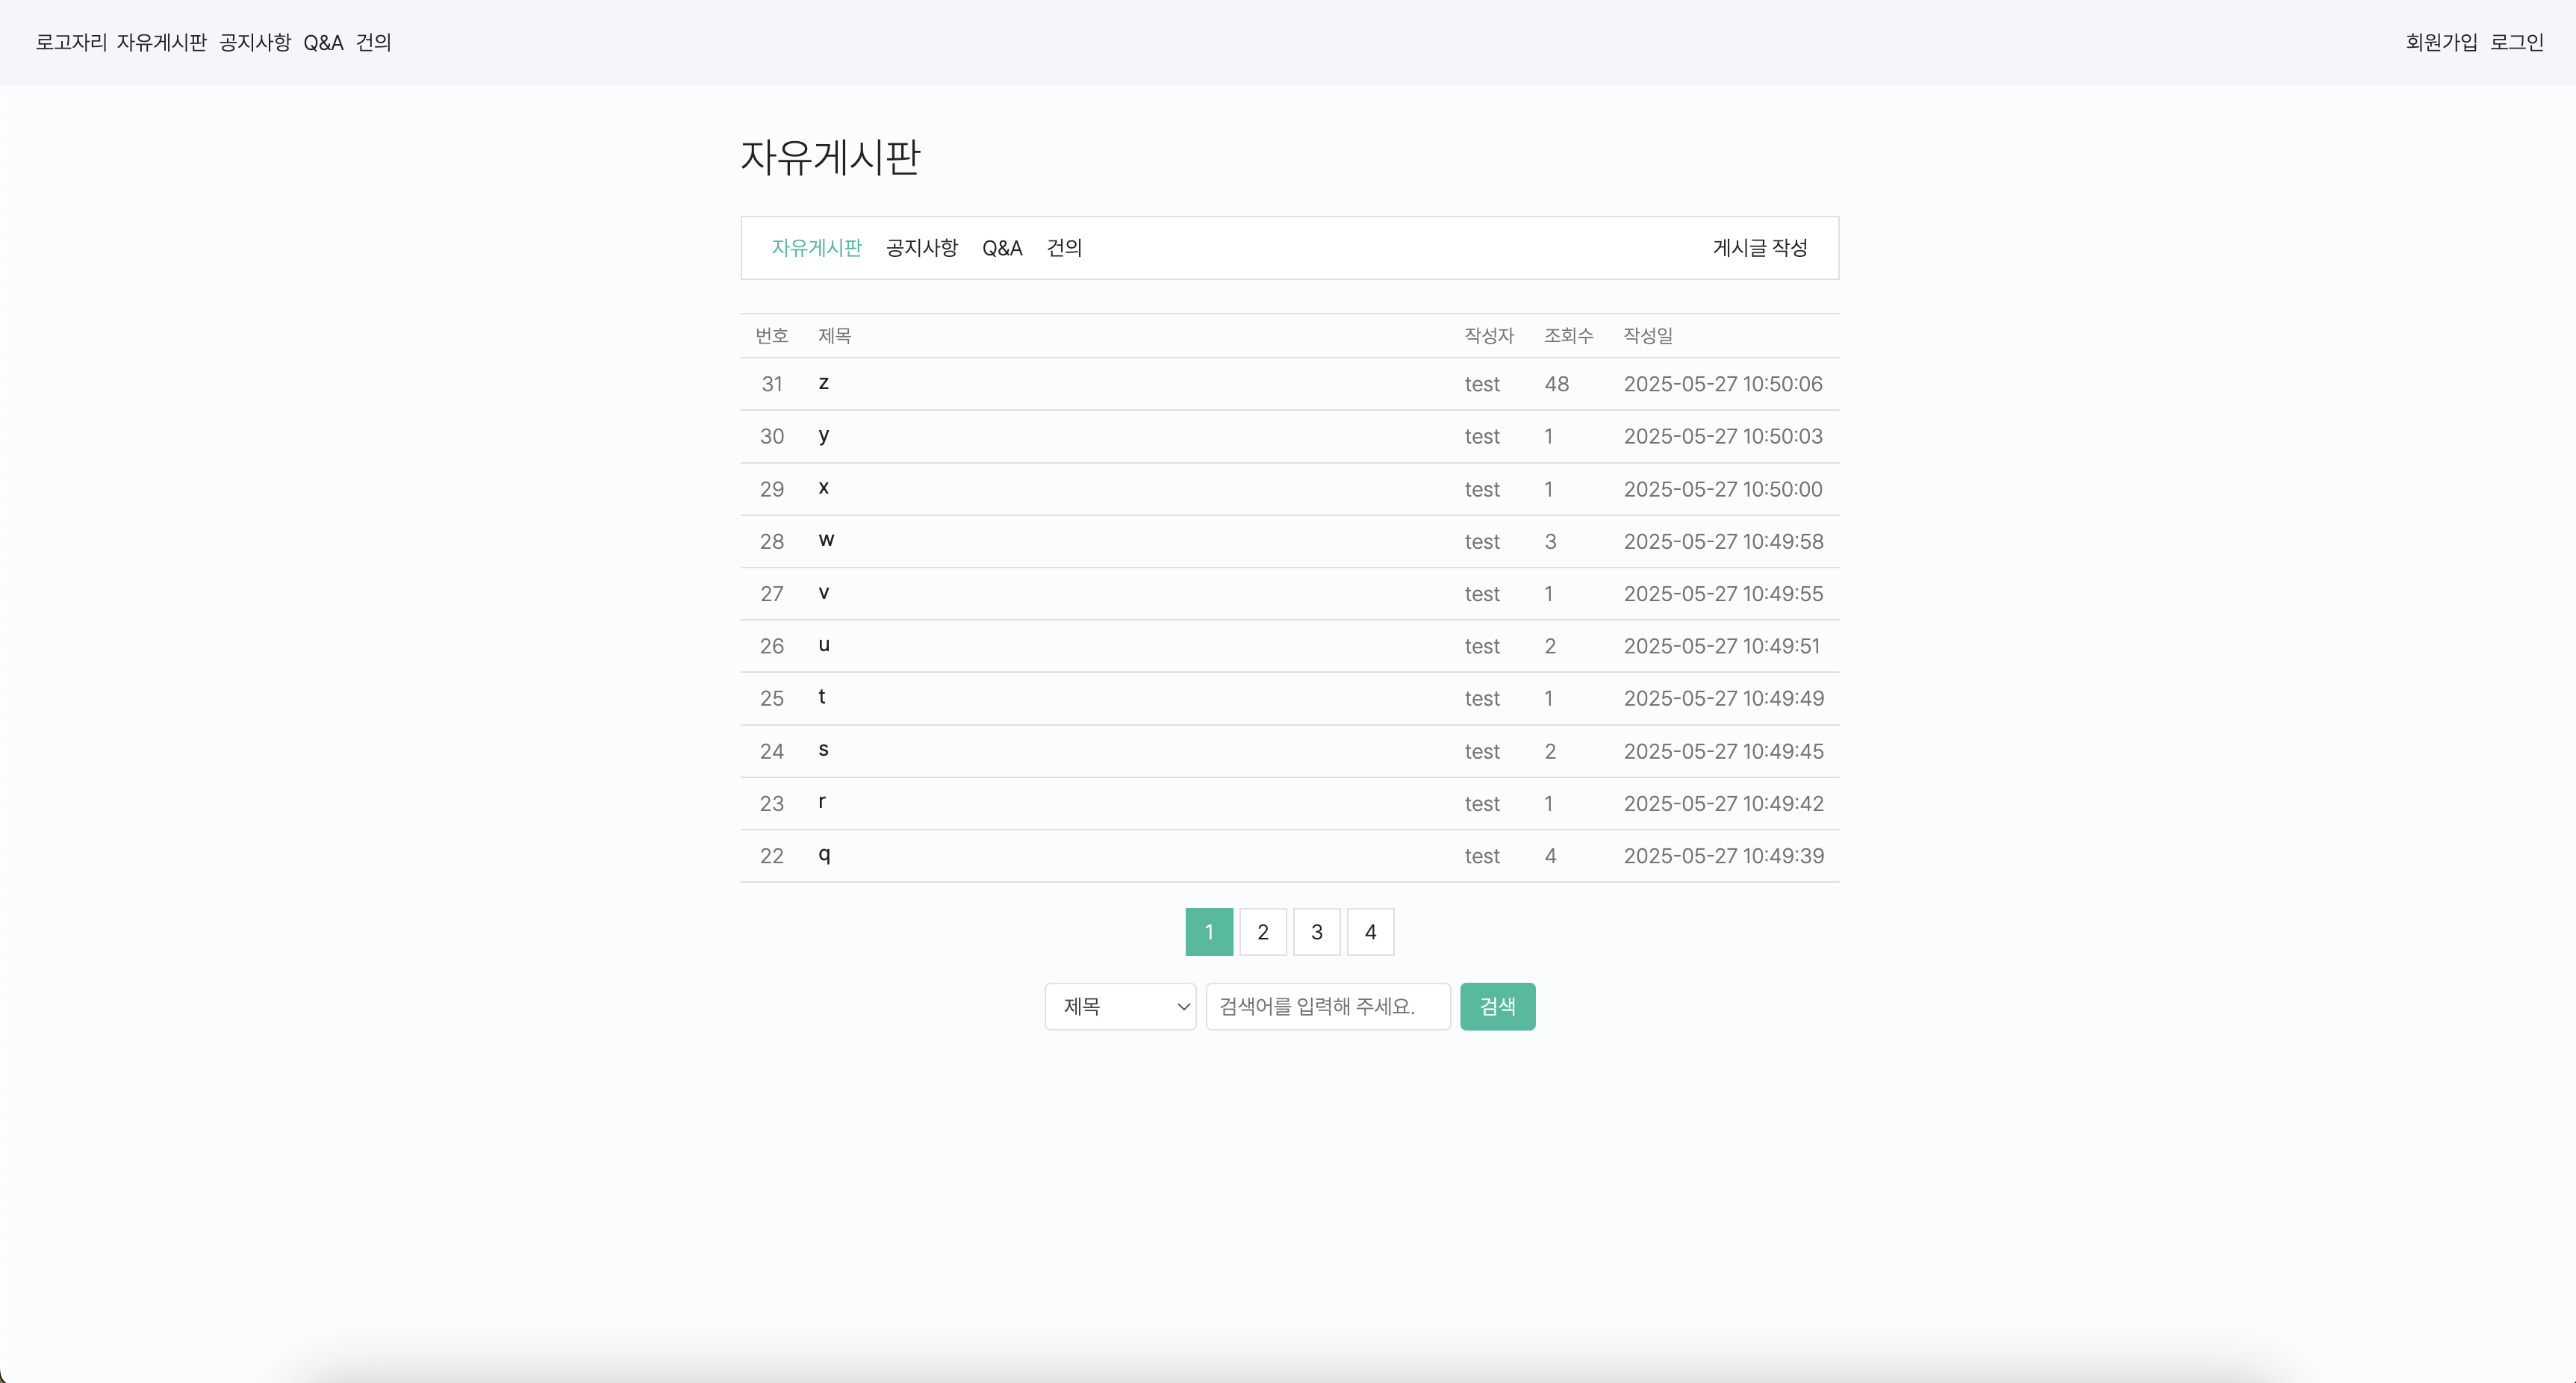 로고자리 자유게시판 공지사항 Q&A 건의 회원가입 로그인
자유게시판
자유게시판 공지사항 Q&A 건의 게시글 작성
번호 제목 작성자 조회수 작성일
31 z test 48 2025-05-27 10:50:06
30 y test 1 2025-05-27 10:50:03
29 x test 1 2025-05-27 10:50:00
28 w test 3 2025-05-27 10:49:58
27 v test 1 2025-05-27 10:49:55
26 u test 2 2025-05-27 10:49:51
25 t test 1 2025-05-27 10:49:49
24 s test 2 2025-05-27 10:49:45
23 r test 1 2025-05-27 10:49:42
22 q test 4 2025-05-27 10:49:39
1 2 3 4
제목 검색어를 입력해 주세요. 검색